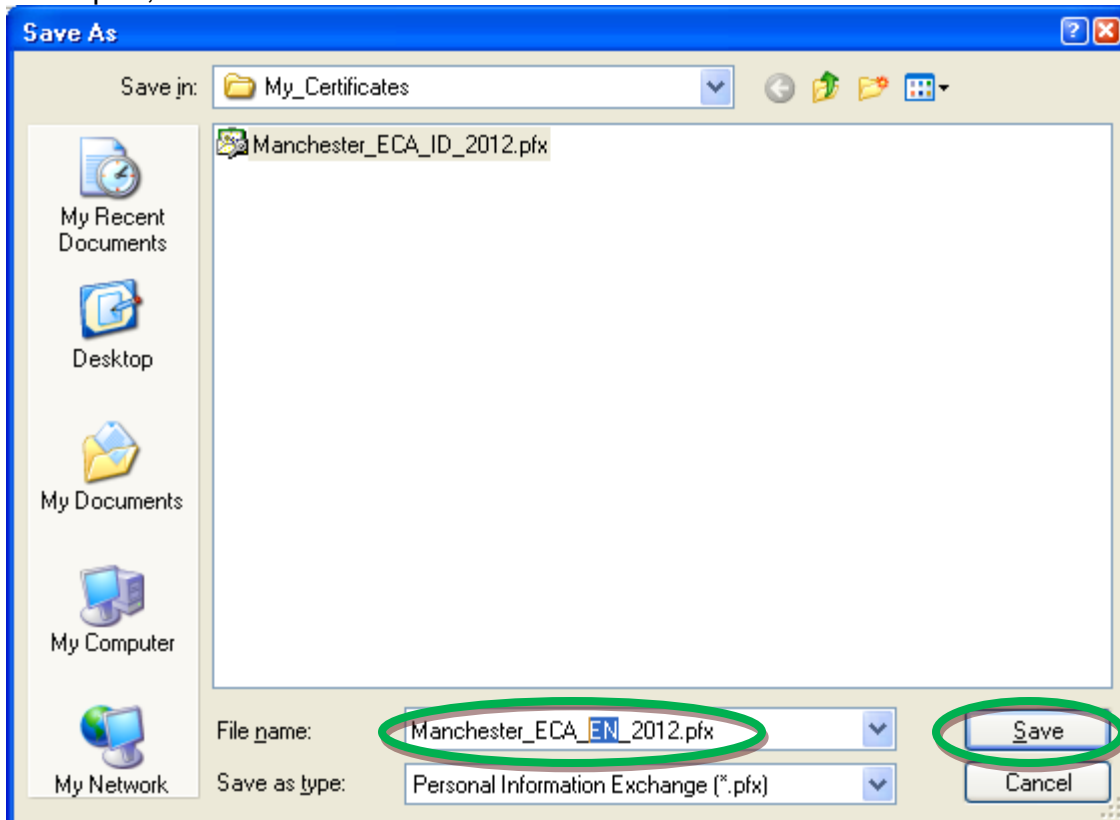 Save As
Save in:
My_Certificates
Manchester_ECA_ID_2012.pfx
My Recent
Documents
Desktop
My Documents
My Computer
My Network
File name:
Manchester_ECA_EN_2012.pfx
Save
Save as type:
Personal Information Exchange (*.pfx)
Cancel